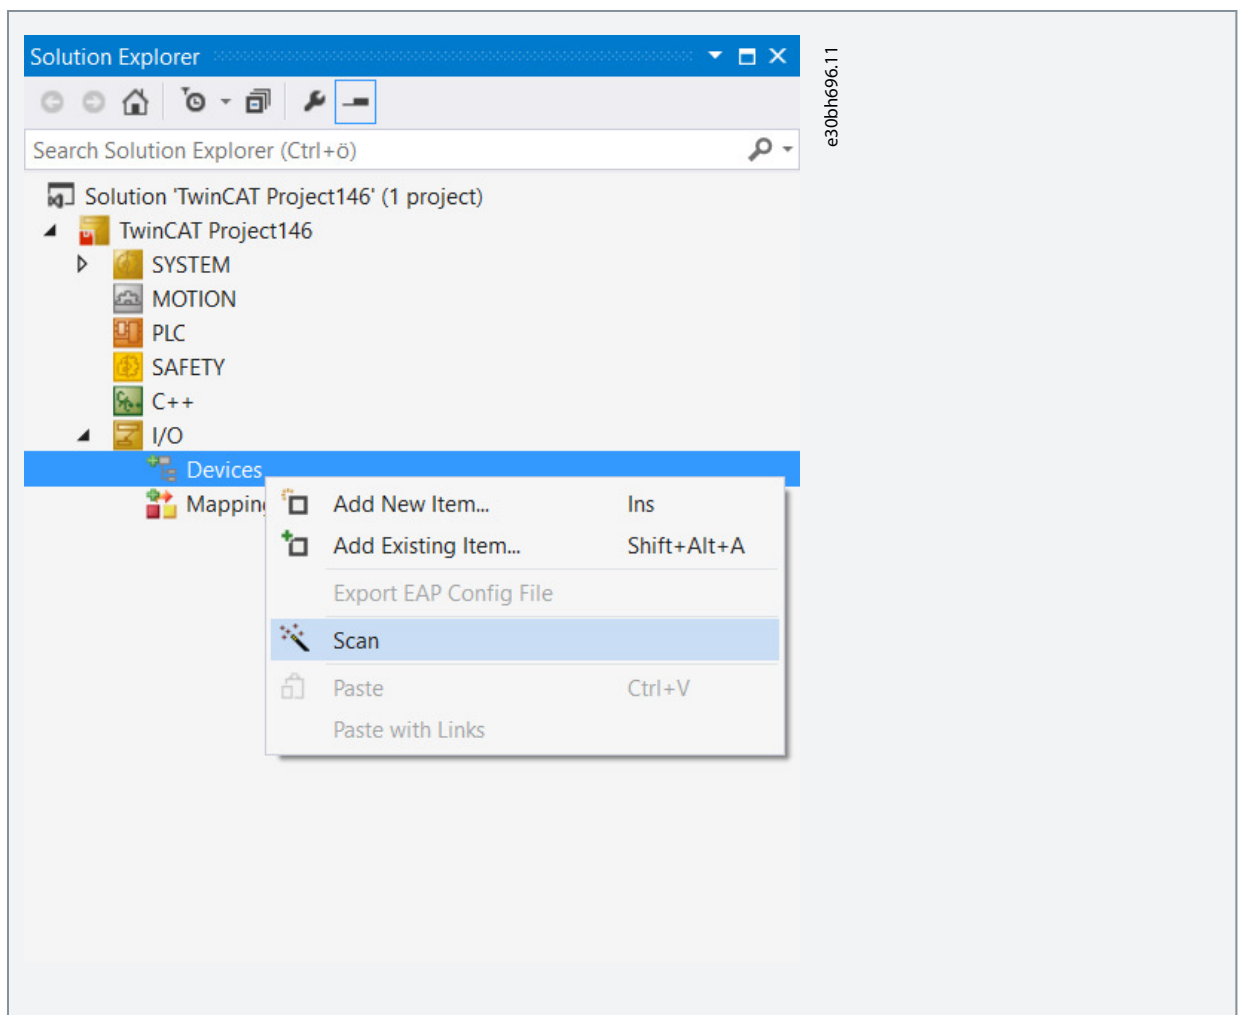 Solution Explorer
Search Solution Explorer (Ctrl+ö)
Solution 'TwinCAT Project146' (1 project)
TwinCAT Project146
SYSTEM
MOTION
PLC
SAFETY
C++
I/O
Devices
Mapping
Add New Item... Ins
Add Existing Item... Shift+Alt+A
Export EAP Config File
Scan
Paste Ctrl+V
Paste with Links
e30bh696.11